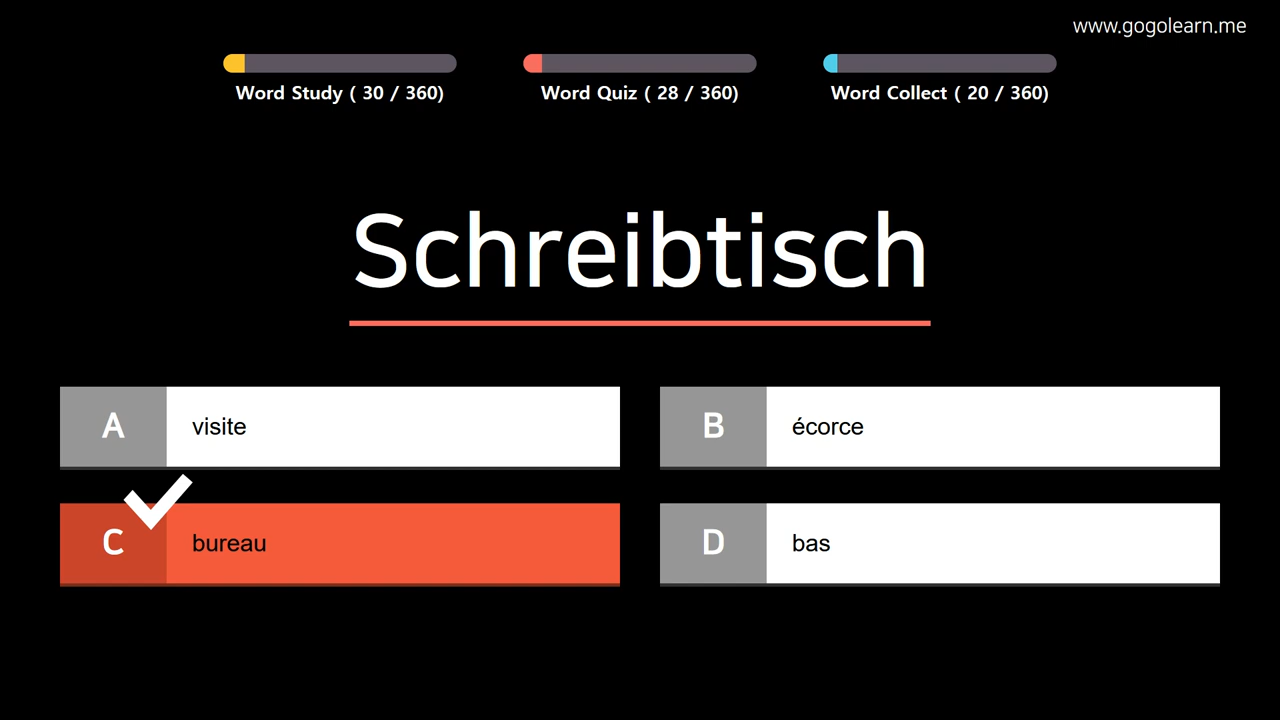 www.gogolearn.me
Word Study ( 30 / 360)
Word Quiz ( 28 / 360)
Word Collect ( 20 / 360)
Schreibtisch
A visite
B écorce
C bureau
D bas